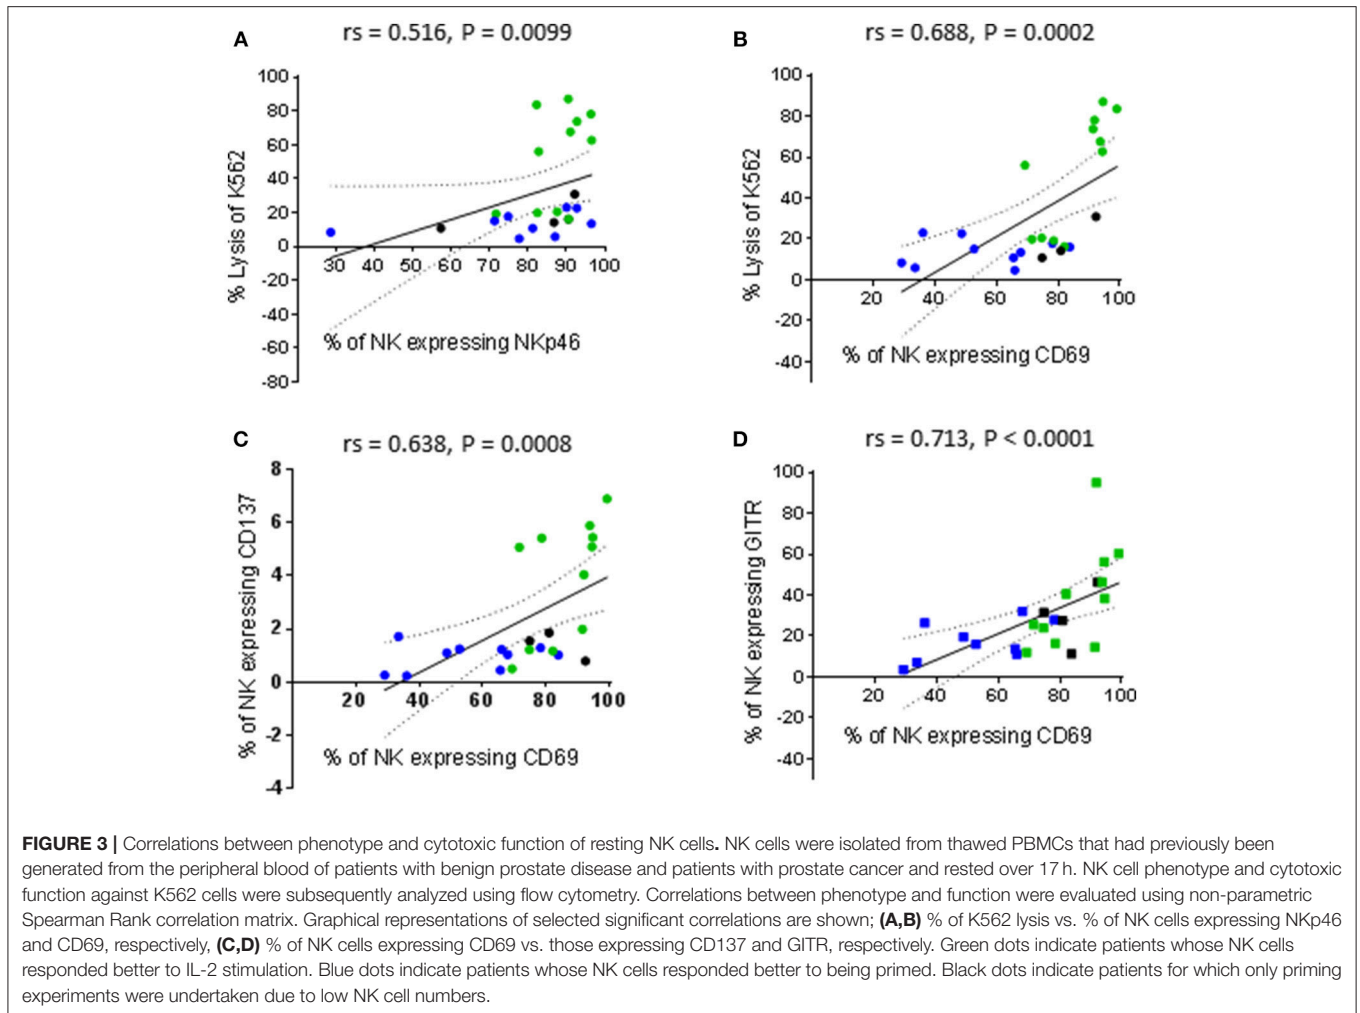 A
rs = 0.516, P = 0.0099
100
80
60
40
20
0
-20
-40
-60
-80
30 40 50 60 70 80 90 100
% Lysis of K562
% of NK expressing NKp46
B
rs = 0.688, P = 0.0002
100
80
60
40
20
0
-20
-40
20 40 60 80 100
% Lysis of K562
% of NK expressing CD69
C
rs = 0.638, P = 0.0008
8
6
4
2
0
-2
-4
20 40 60 80 100
% of NK expressing CD137
% of NK expressing CD69
D
rs = 0.713, P < 0.0001
100
80
60
40
20
0
-20
-40
20 40 60 80 100
% of NK expressing GITR
% of NK expressing CD69
FIGURE 3 | Correlations between phenotype and cytotoxic function of resting NK cells. NK cells were isolated from thawed PBMCs that had previously been
generated from the peripheral blood of patients with benign prostate disease and patients with prostate cancer and rested over 17 h. NK cell phenotype and cytotoxic
function against K562 cells were subsequently analyzed using flow cytometry. Correlations between phenotype and function were evaluated using non-parametric
Spearman Rank correlation matrix. Graphical representations of selected significant correlations are shown; (A,B) % of K562 lysis vs. % of NK cells expressing NKp46
and CD69, respectively, (C,D) % of NK cells expressing CD69 vs. those expressing CD137 and GITR, respectively. Green dots indicate patients whose NK cells
responded better to IL-2 stimulation. Blue dots indicate patients whose NK cells responded better to being primed. Black dots indicate patients for which only priming
experiments were undertaken due to low NK cell numbers.